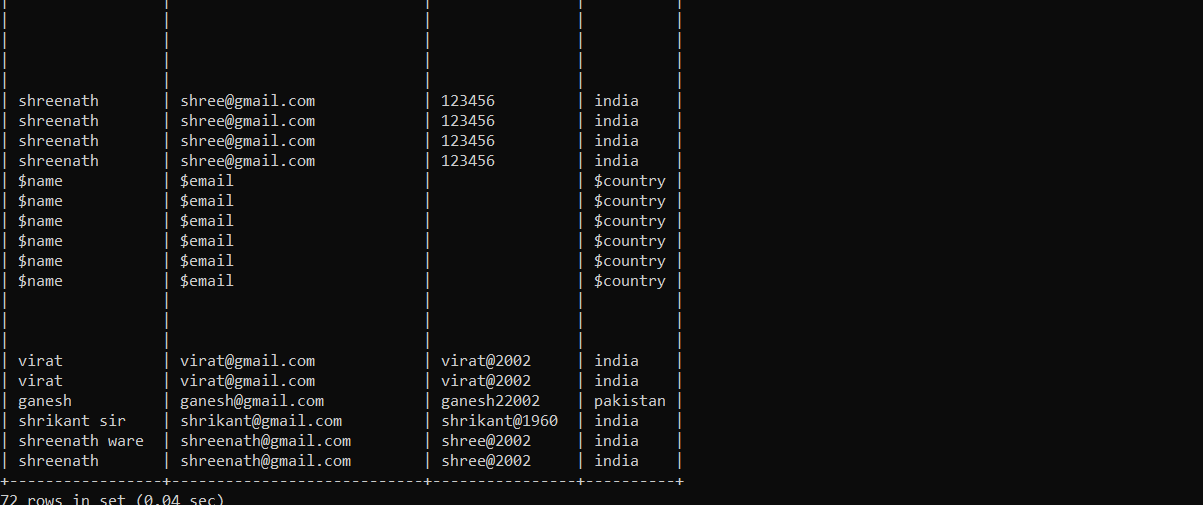 | shreenath | shree@gmail.com | 123456 | india |
| shreenath | shree@gmail.com | 123456 | india |
| shreenath | shree@gmail.com | 123456 | india |
| shreenath | shree@gmail.com | 123456 | india |
| $name | $email | | $country |
| $name | $email | | $country |
| $name | $email | | $country |
| $name | $email | | $country |
| $name | $email | | $country |
| $name | $email | | $country |
| | | | |
| | | | |
| | | | |
| virat | virat@gmail.com | virat@2002 | india |
| virat | virat@gmail.com | virat@2002 | india |
| ganesh | ganesh@gmail.com | ganesh22002 | pakistan |
| shrikant sir | shrikant@gmail.com | shrikant@1960 | india |
| shreenath ware | shreenath@gmail.com | shree@2002 | india |
| shreenath | shreenath@gmail.com | shree@2002 | india |
+-----------------+----------------------------+----------------+----------+
72 rows in set (0.04 sec)